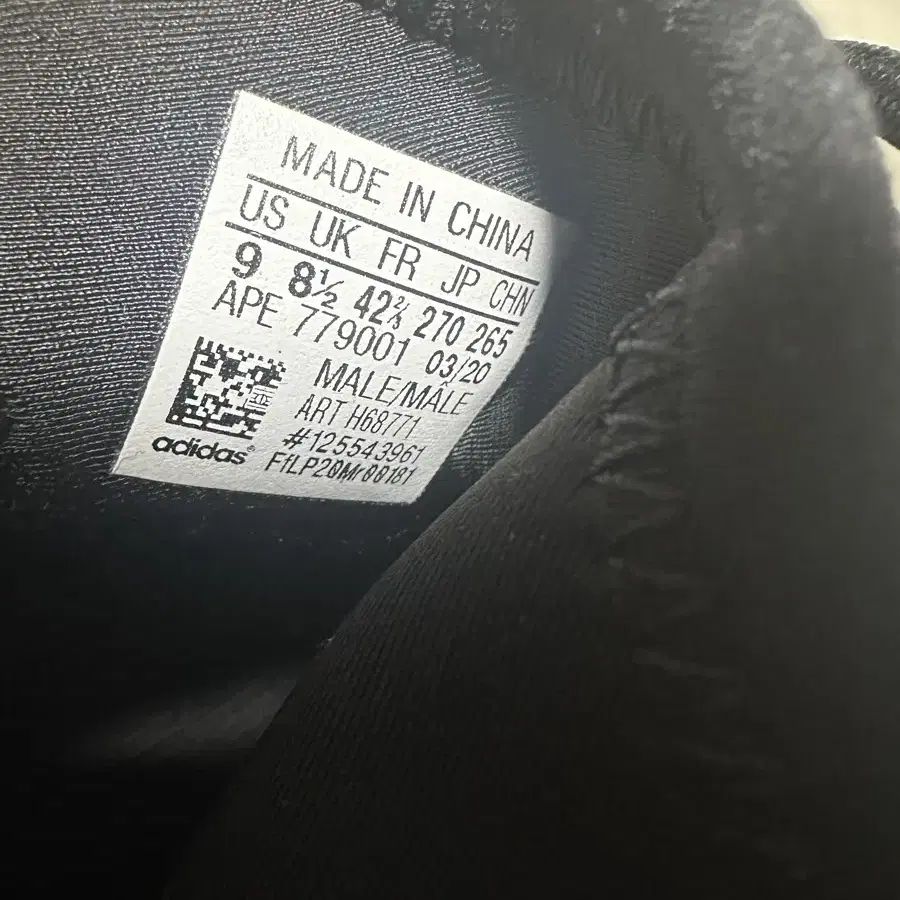 MADE IN CHINA
US UK FR JP CHN
9 8½ 42⅔ 270 265
APE 779001 03/20
MALE/MÂLE
ART H68771
#125543961
adidas